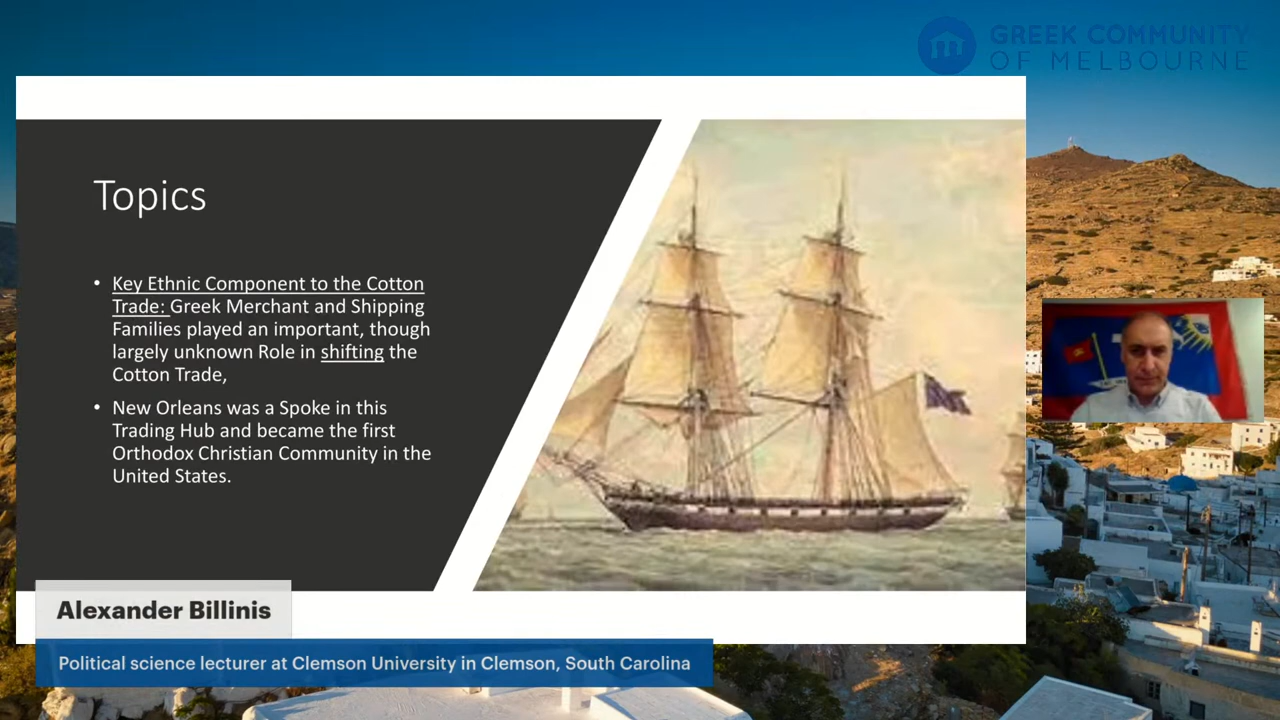 GREEK COMMUNITY
OF MELBOURNE
Topics
• Key Ethnic Component to the Cotton
Trade: Greek Merchant and Shipping
Families played an important, though
largely unknown Role in shifting the
Cotton Trade,
• New Orleans was a Spoke in this
Trading Hub and became the first
Orthodox Christian Community in the
United States.
Alexander Billinis
Political science lecturer at Clemson University in Clemson, South Carolina